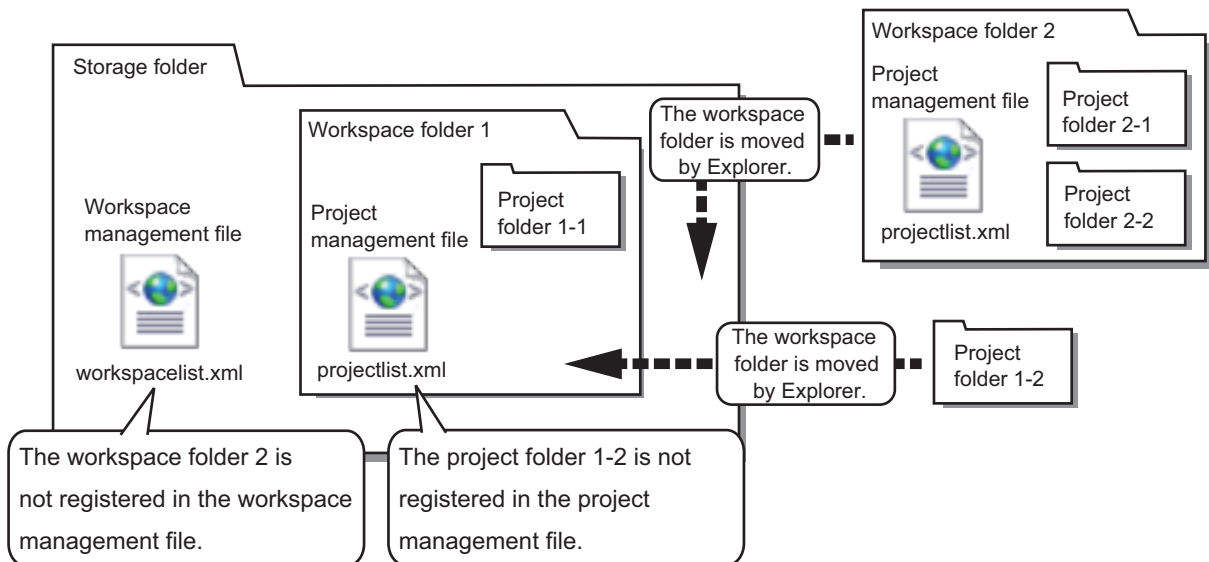 Storage folder
Workspace
management file
workspacelist.xml
Workspace folder 1
Project
management file
projectlist.xml
Project
folder 1-1
The workspace
folder is moved
by Explorer.
Workspace folder 2
Project
management file
projectlist.xml
Project
folder 2-1
Project
folder 2-2
The workspace
folder is moved
by Explorer.
Project
folder 1-2
The workspace folder 2 is
not registered in the workspace
management file.
The project folder 1-2 is not
registered in the project
management file.